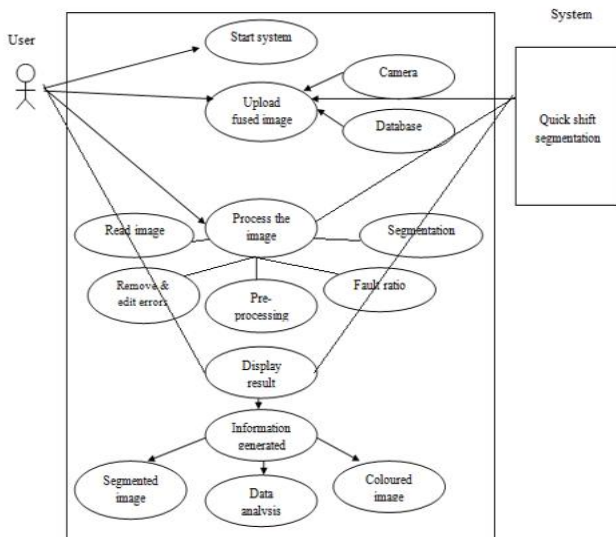 System
User
Start system
Camera
Upload
fused image
Database
Quick shift
segmentation
Process the
image
Read image
Segmentation
Remove &
edit errors
Pre-
processing
Fault ratio
Display
result
Information
generated
Segmented
image
Data
analysis
Coloured
image